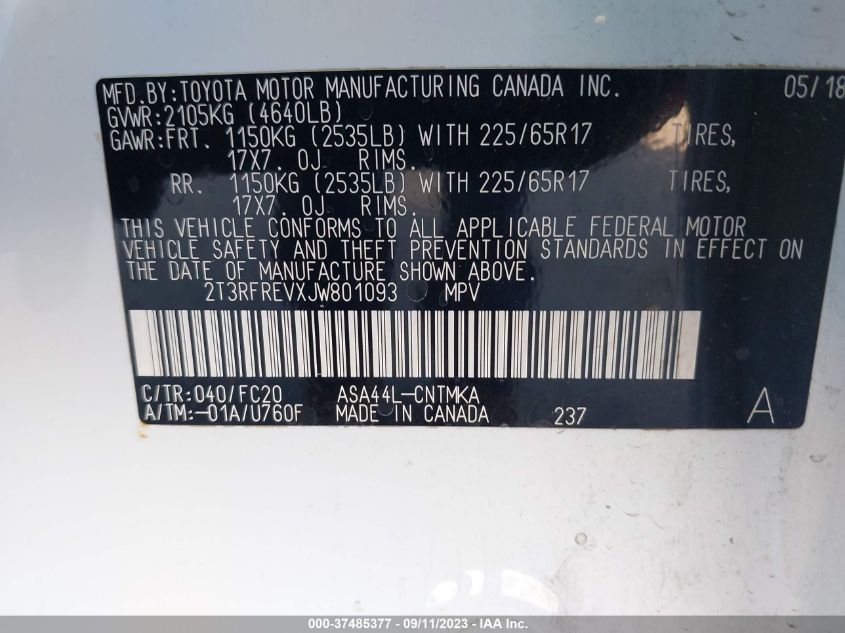 MFD.BY:TOYOTA MOTOR MANUFACTURING CANADA INC. 05/18
GVWR:2105KG (4640LB)
GAWR:FRT. 1150KG (2535LB) WITH 225/65R17 TIRES,
17X7. 0J RIMS.
RR. 1150KG (2535LB) WITH 225/65R17 TIRES,
17X7. 0J RIMS.
THIS VEHICLE CONFORMS TO ALL APPLICABLE FEDERAL MOTOR
VEHICLE SAFETY AND THEFT PREVENTION STANDARDS IN EFFECT ON
THE DATE OF MANUFACTURE SHOWN ABOVE.
2T3RFREVXJW801093 MPV
C/TR:040/FC20 ASA44L-CNTMKA
A/TM:-01A/U760F MADE IN CANADA 237 A
000-37485377 - 09/11/2023 - IAA Inc.